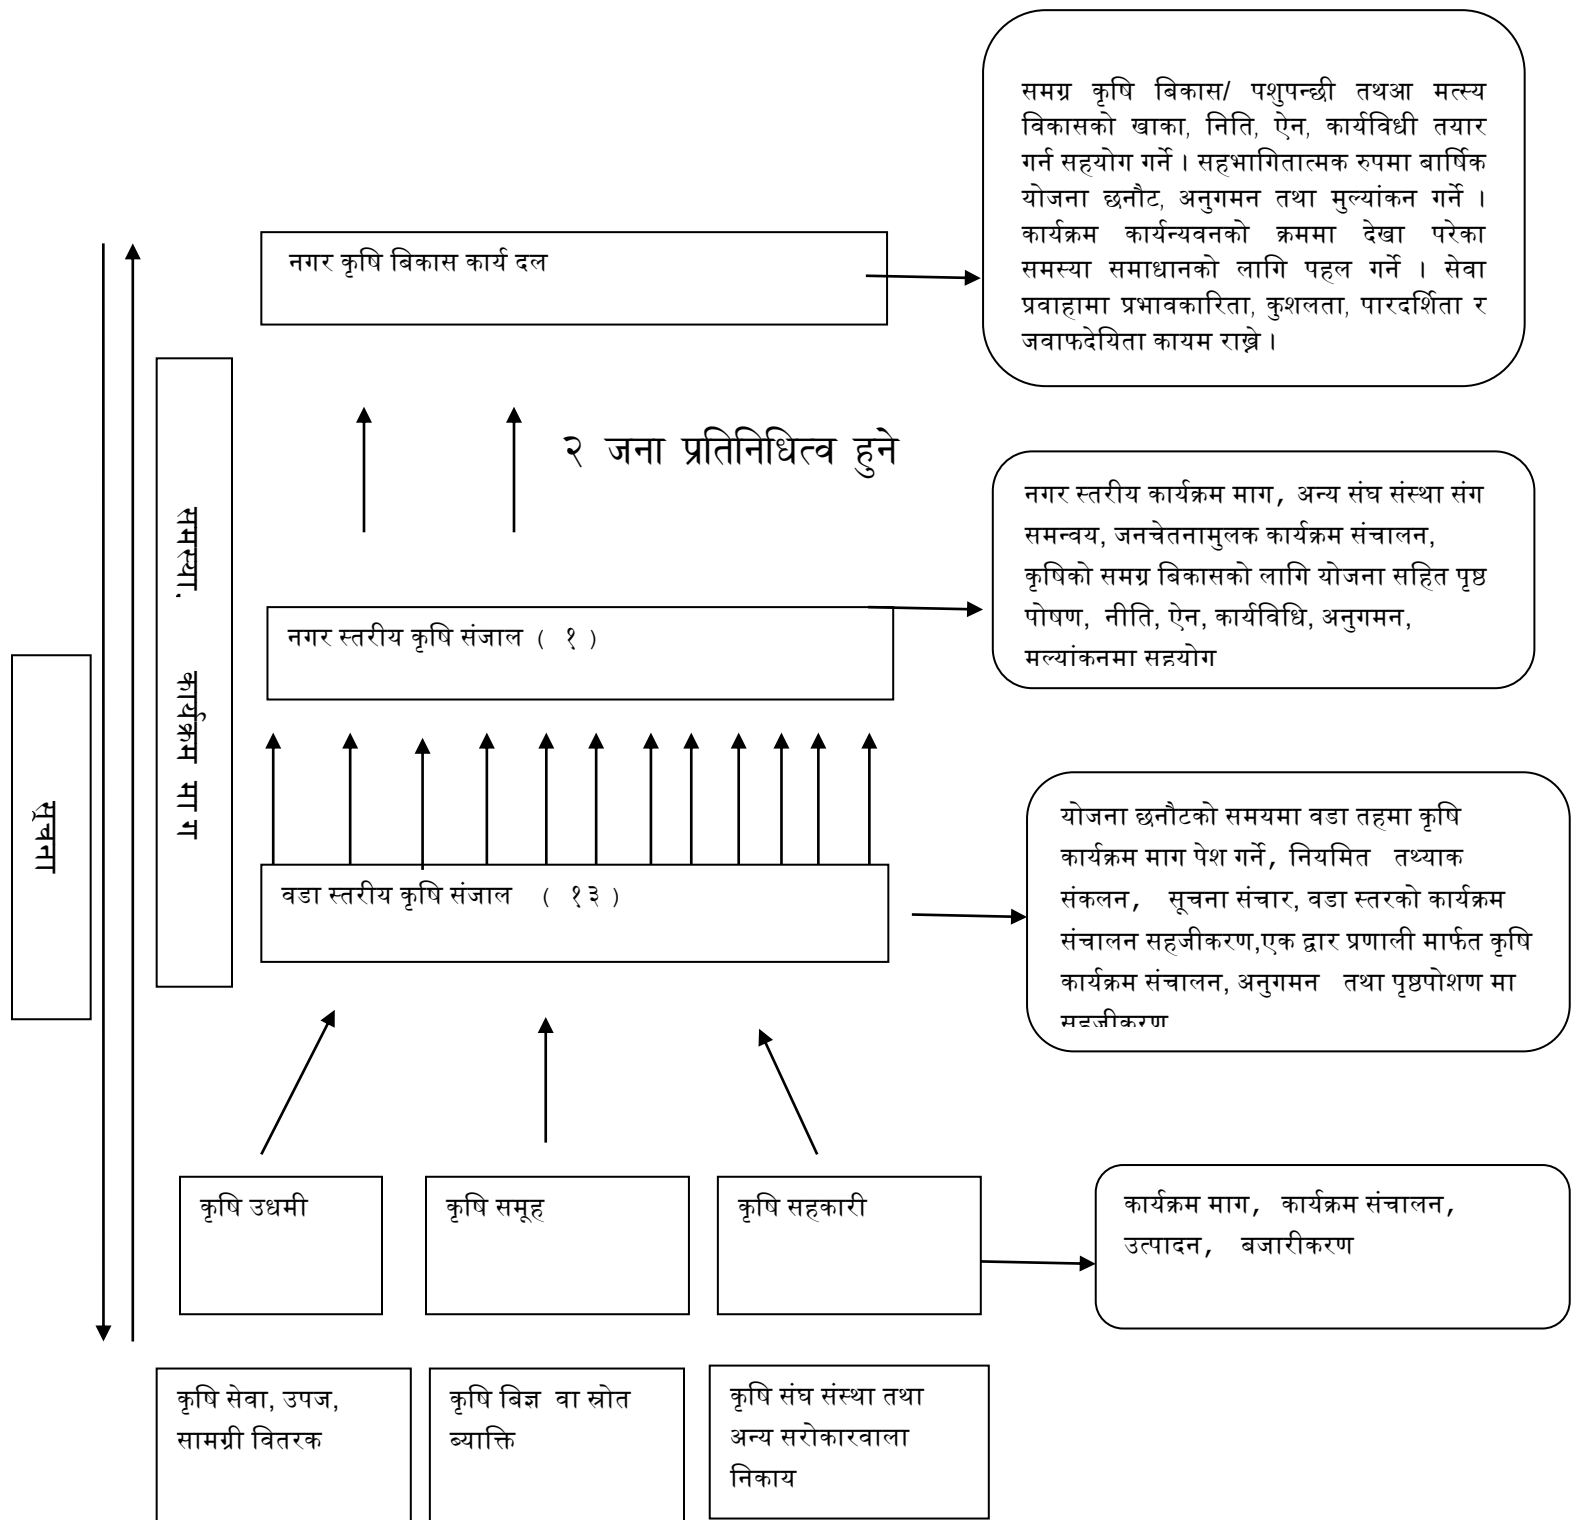 समग्र कृषि बिकास/ पशुपन्छी तथआ मत्स्य
विकासको खाका, निति, ऐन, कार्यविधी तयार
गर्न सहयोग गर्ने । सहभागितात्मक रुपमा बार्षिक
योजना छनौट, अनुगमन तथा मुल्यांकन गर्ने ।
कार्यक्रम कार्यन्यवनको क्रममा देखा परेका
समस्या समाधानको लागि पहल गर्ने । सेवा
प्रवाहामा प्रभावकारिता, कुशलता, पारदर्शिता र
जवाफदेयिता कायम राख्ने ।
नगर कृषि बिकास कार्य दल
२ जना प्रतिनिधित्व हुने
नगर स्तरीय कार्यक्रम माग, अन्य संघ संस्था संग
समन्वय, जनचेतनामुलक कार्यक्रम संचालन,
कृषिको समग्र बिकासको लागि योजना सहित पृष्ठ
पोषण, नीति, ऐन, कार्यविधि, अनुगमन,
मल्यांकनमा सहयोग
नगर स्तरीय कृषि संजाल ( १ )
समस्या, कार्यक्रम माग
सूचना
योजना छनौटको समयमा वडा तहमा कृषि
कार्यक्रम माग पेश गर्ने, नियमित तथ्याक
संकलन, सूचना संचार, वडा स्तरको कार्यक्रम
संचालन सहजीकरण,एक द्वार प्रणाली मार्फत कृषि
कार्यक्रम संचालन, अनुगमन तथा पृष्ठपोशण मा
सहजीकरण
वडा स्तरीय कृषि संजाल ( १३ )
कृषि उधमी
कृषि समूह
कृषि सहकारी
कार्यक्रम माग, कार्यक्रम संचालन,
उत्पादन, बजारीकरण
कृषि सेवा, उपज,
सामग्री वितरक
कृषि बिज्ञ वा स्रोत
ब्याक्ति
कृषि संघ संस्था तथा
अन्य सरोकारवाला
निकाय